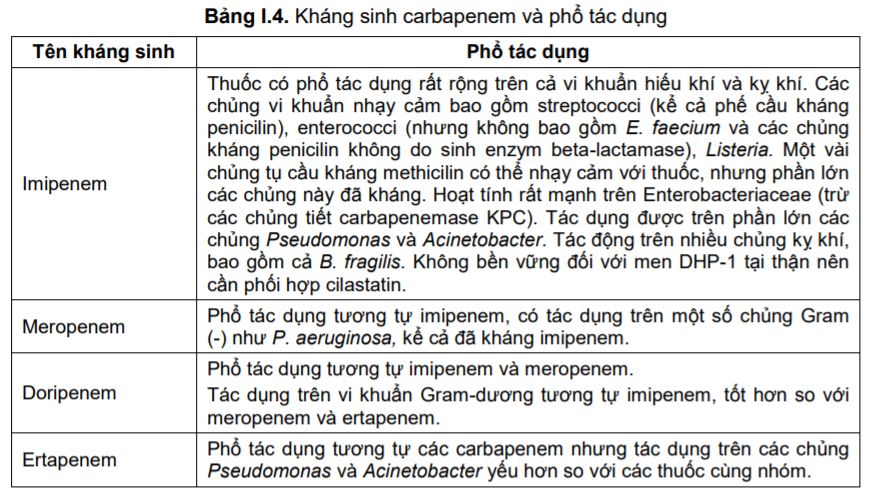 Bảng I.4. Kháng sinh carbapenem và phổ tác dụng
Tên kháng sinh
Phổ tác dụng
Imipenem
Thuốc có phổ tác dụng rất rộng trên cả vi khuẩn hiếu khí và kỵ khí. Các
chủng vi khuẩn nhạy cảm bao gồm streptococci (kể cả phế cầu kháng
penicilin), enterococci (nhưng không bao gồm E. faecium và các chủng
kháng penicilin không do sinh enzym beta-lactamase), Listeria. Một vài
chủng tụ cầu kháng methicilin có thể nhạy cảm với thuốc, nhưng phần lớn
các chủng này đã kháng. Hoạt tính rất mạnh trên Enterobacteriaceae (trừ
các chủng tiết carbapenemase KPC). Tác dụng được trên phần lớn các
chủng Pseudomonas và Acinetobacter. Tác động trên nhiều chủng kỵ khí,
bao gồm cả B. fragilis. Không bền vững đối với men DHP-1 tại thận nên
cần phối hợp cilastatin.
Meropenem
Phổ tác dụng tương tự imipenem, có tác dụng trên một số chủng Gram
(-) như P. aeruginosa, kể cả đã kháng imipenem.
Doripenem
Phổ tác dụng tương tự imipenem và meropenem.
Tác dụng trên vi khuẩn Gram-dương tương tự imipenem, tốt hơn so với
meropenem và ertapenem.
Ertapenem
Phổ tác dụng tương tự các carbapenem nhưng tác dụng trên các chủng
Pseudomonas và Acinetobacter yếu hơn so với các thuốc cùng nhóm.